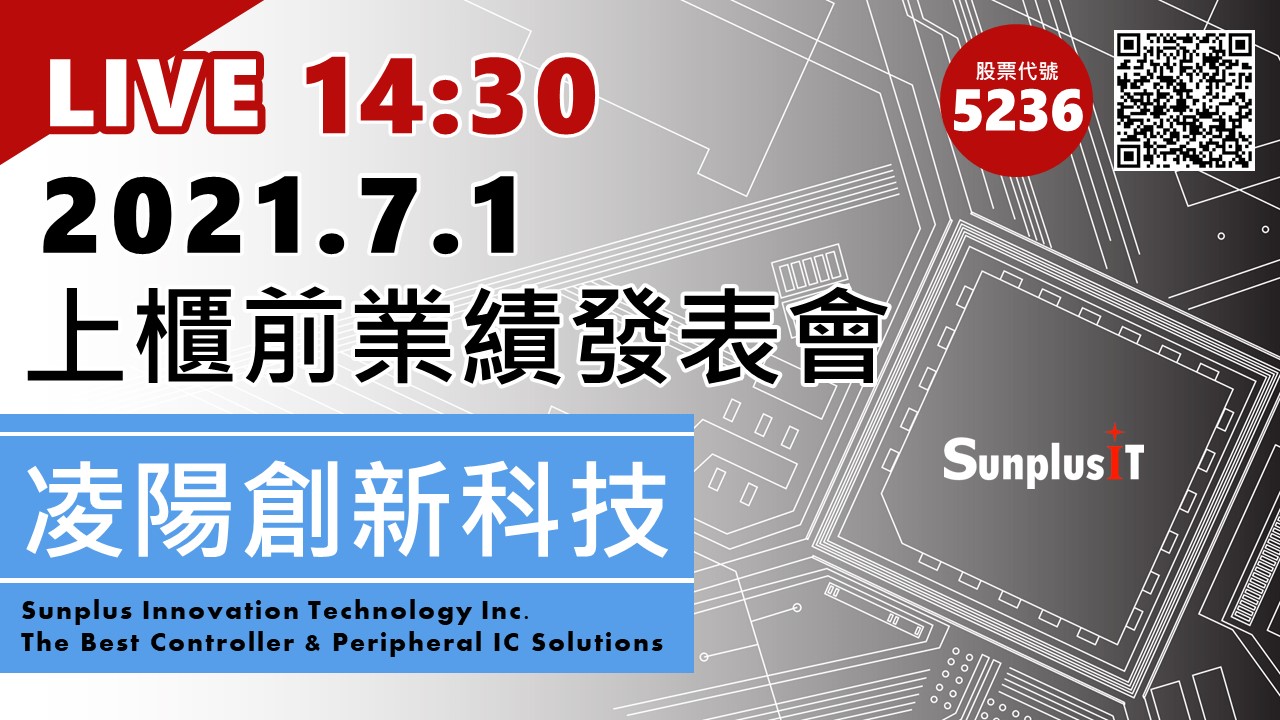 LIVE 14:30
股票代號
5236
2021.7.1
上櫃前業績發表會
凌陽創新科技
SunplusIT
Sunplus Innovation Technology Inc.
The Best Controller & Peripheral IC Solutions